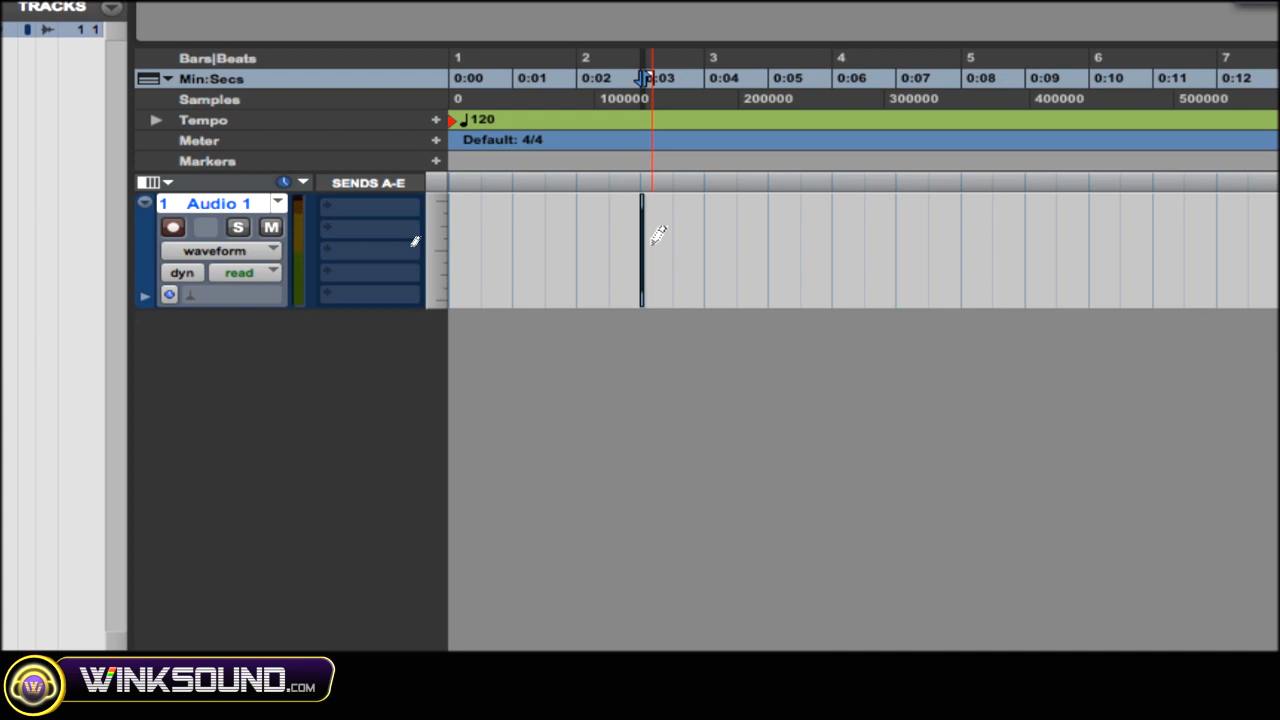 TRACKS
1 1
Bars|Beats 1 2 3 4 5 6 7
Min:Secs 0:00 0:01 0:02 0:03 0:04 0:05 0:06 0:07 0:08 0:09 0:10 0:11 0:12
Samples 0 100000 200000 300000 400000 500000
Tempo + 120
Meter + Default: 4/4
Markers +
SENDS A-E
1 Audio 1
S M
waveform
dyn read
WINKSOUND.COM